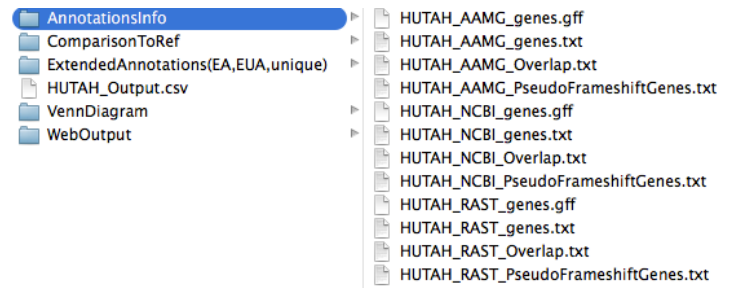 AnnotationsInfo
ComparisonToRef
ExtendedAnnotations(EA,EUA,unique)
HUTAH_Output.csv
VennDiagram
WebOutput
HUTAH_AAMG_genes.gff
HUTAH_AAMG_genes.txt
HUTAH_AAMG_Overlap.txt
HUTAH_AAMG_PseudoFrameshiftGenes.txt
HUTAH_NCBI_genes.gff
HUTAH_NCBI_genes.txt
HUTAH_NCBI_Overlap.txt
HUTAH_NCBI_PseudoFrameshiftGenes.txt
HUTAH_RAST_genes.gff
HUTAH_RAST_genes.txt
HUTAH_RAST_Overlap.txt
HUTAH_RAST_PseudoFrameshiftGenes.txt